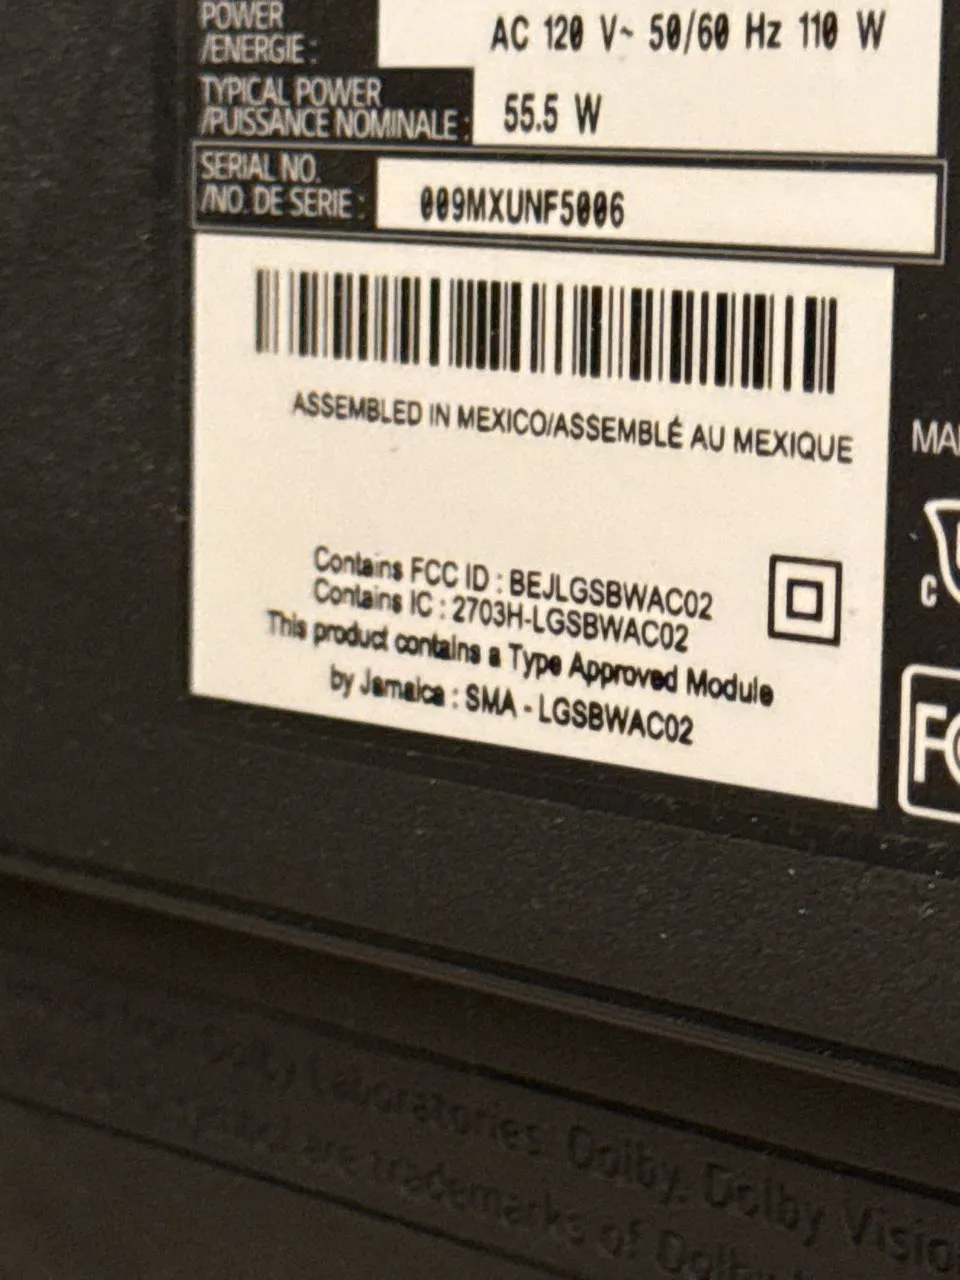 POWER
/ENERGIE :
AC 120 V~ 50/60 Hz 110 W
TYPICAL POWER
/PUISSANCE NOMINALE :
55.5 W
SERIAL NO.
/NO. DE SERIE :
009MXUNF5006
ASSEMBLED IN MEXICO/ASSEMBLÉ AU MEXIQUE
Contains FCC ID : BEJLGSBWAC02
Contains IC : 2703H-LGSBWAC02
This product contains a Type Approved Module
by Jamaica : SMA - LGSBWAC02
Laboratories. Dolby, Dolby
are trademarks of